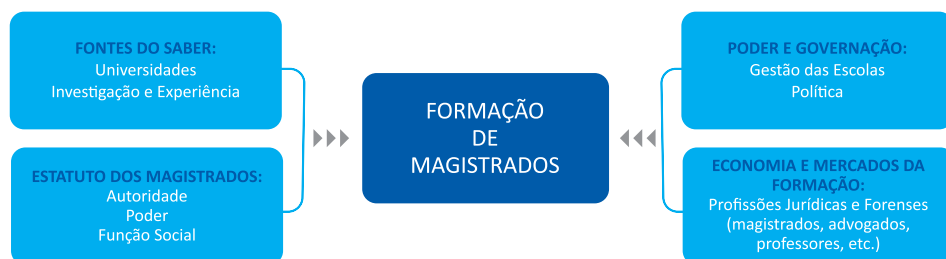 FONTES DO SABER:
Universidades
Investigação e Experiência
ESTATUTO DOS MAGISTRADOS:
Autoridade
Poder
Função Social
FORMAÇÃO
DE
MAGISTRADOS
PODER E GOVERNAÇÃO:
Gestão das Escolas
Política
ECONOMIA E MERCADOS DA
FORMAÇÃO:
Profissões Jurídicas e Forenses
(magistrados, advogados,
professores, etc.)